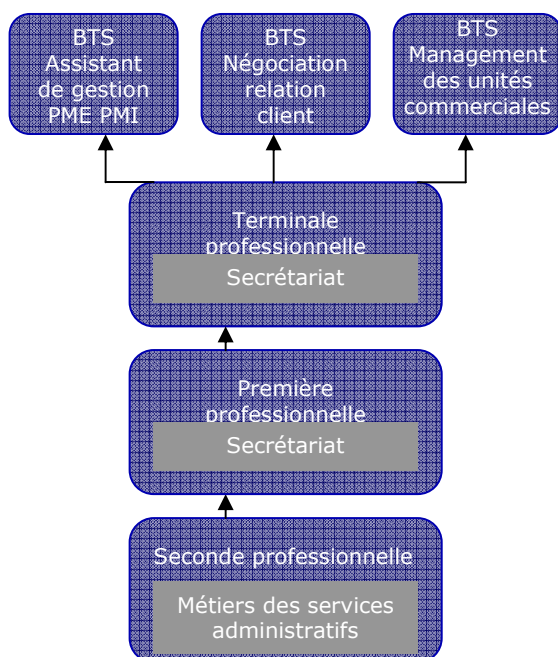 BTS
Assistant
de gestion
PME PMI
BTS
Négociation
relation
client
BTS
Management
des unités
commerciales
Terminale
professionnelle
Secrétariat
Première
professionnelle
Secrétariat
Seconde professionnelle
Métiers des services
administratifs